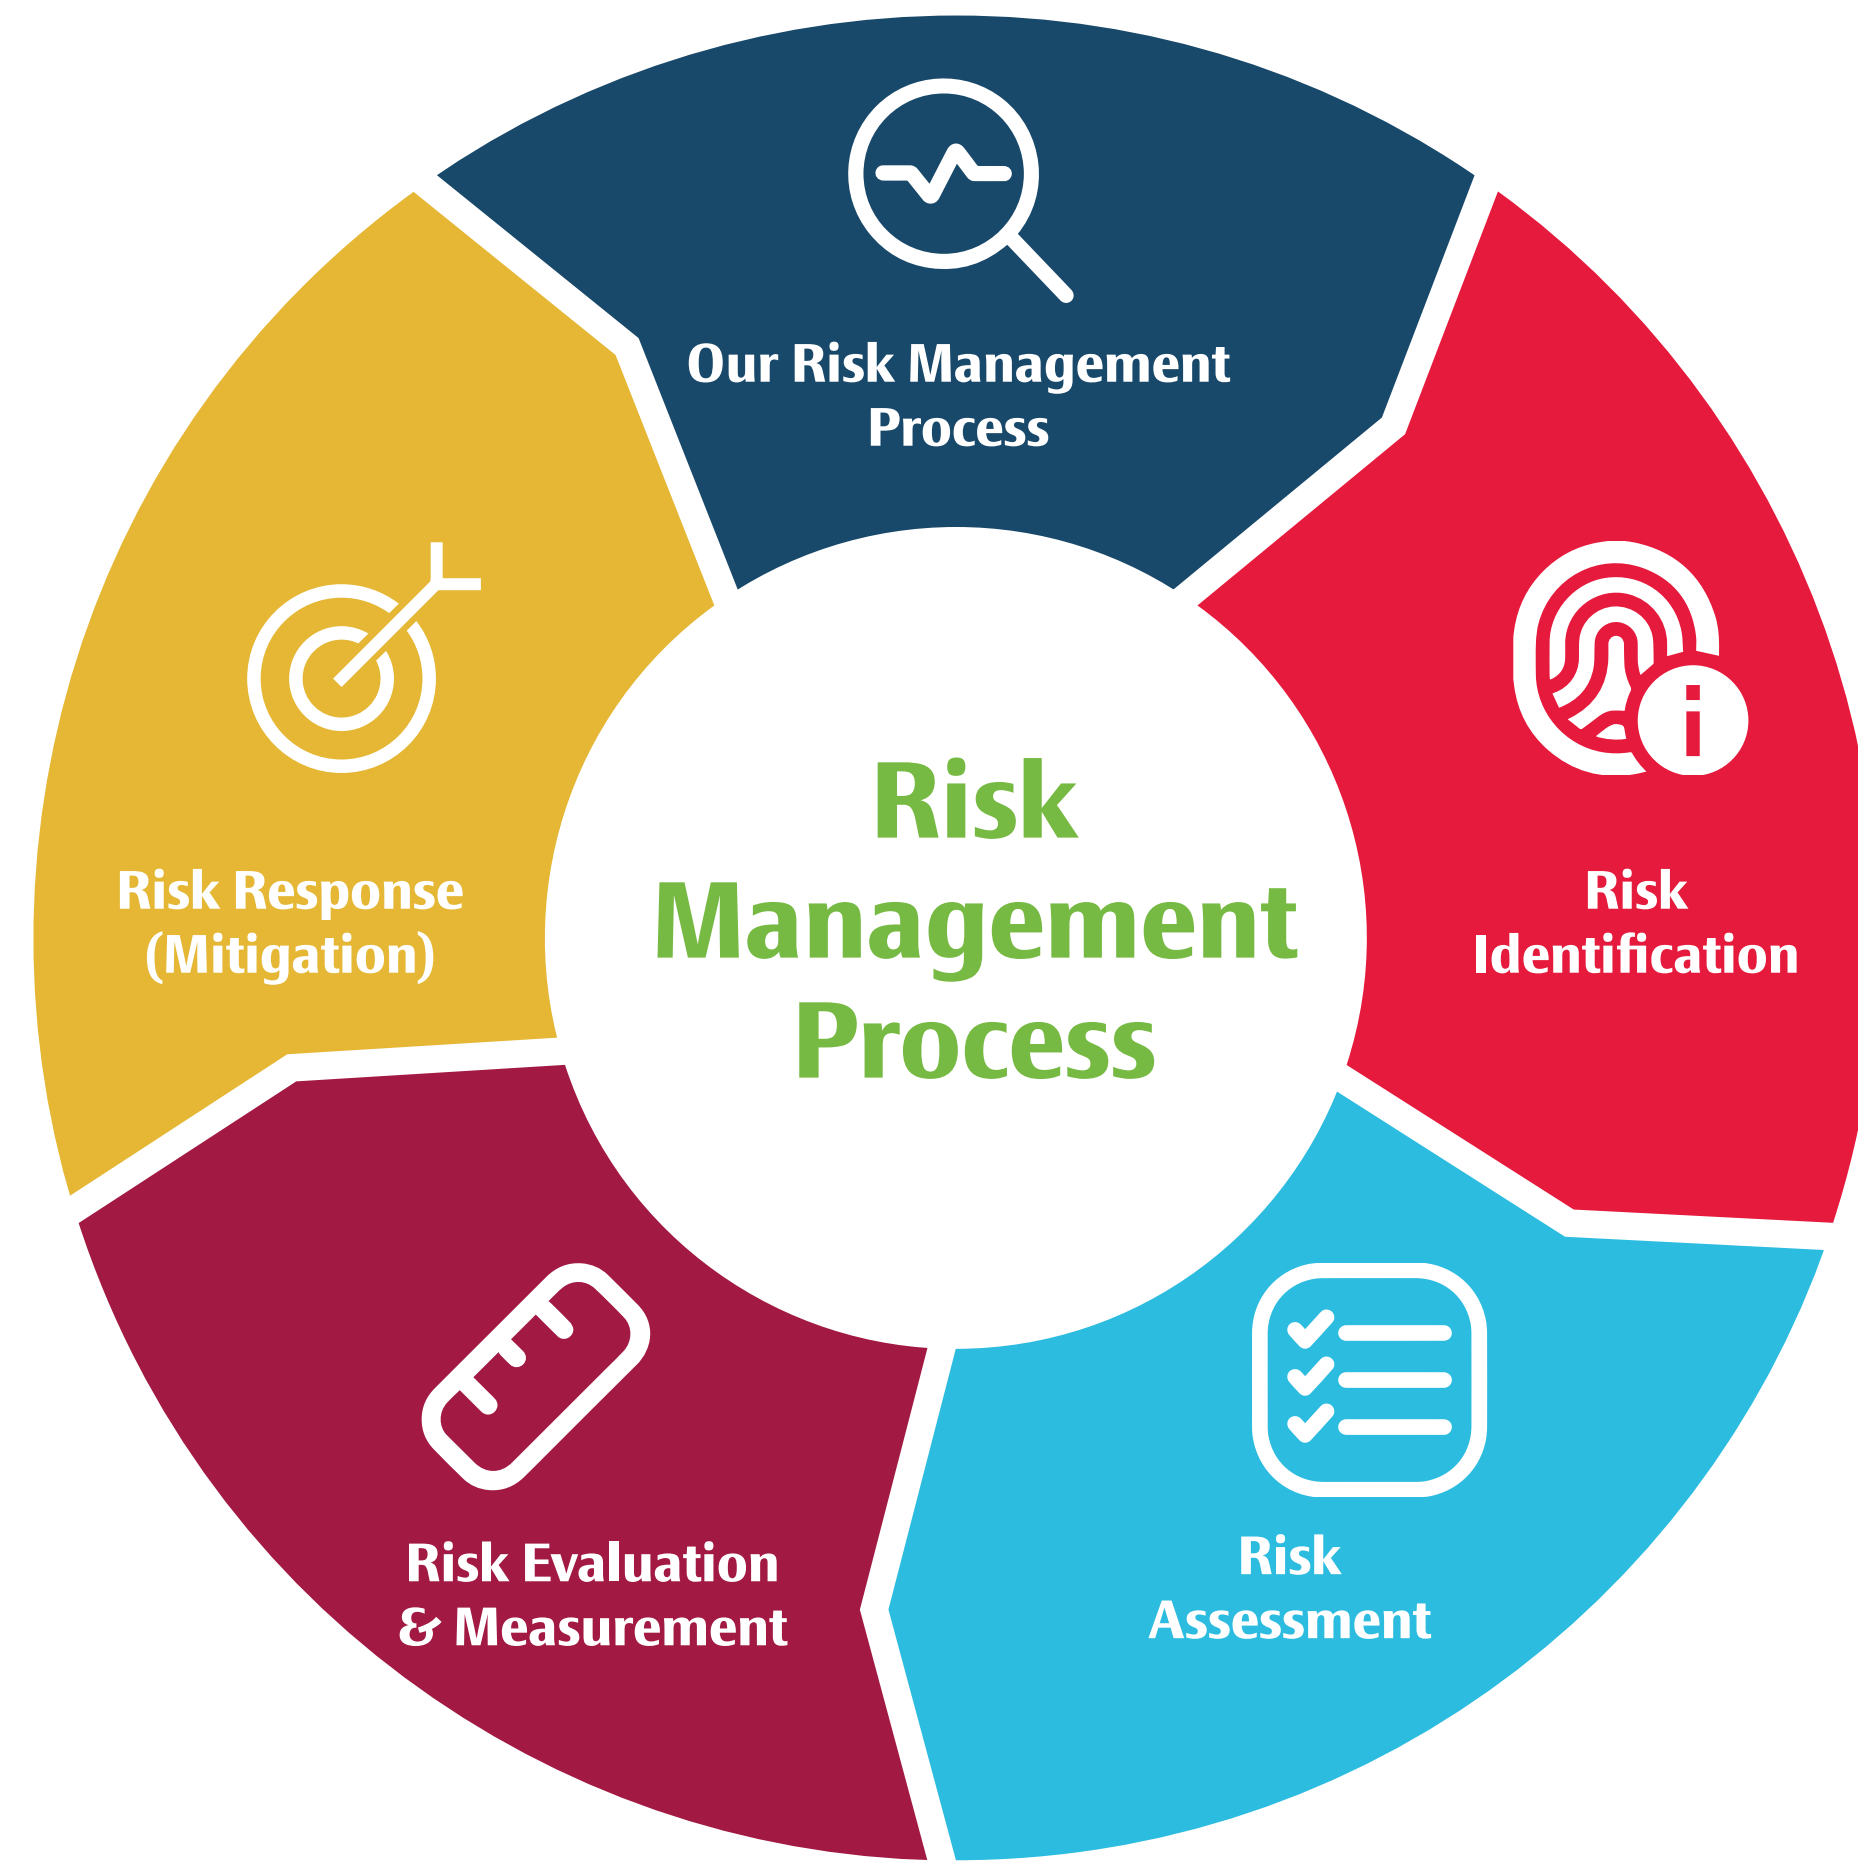 Our Risk Management
Process
Risk
Identification
Risk
Assessment
Risk Evaluation
& Measurement
Risk Response
(Mitigation)
Risk
Management
Process
i